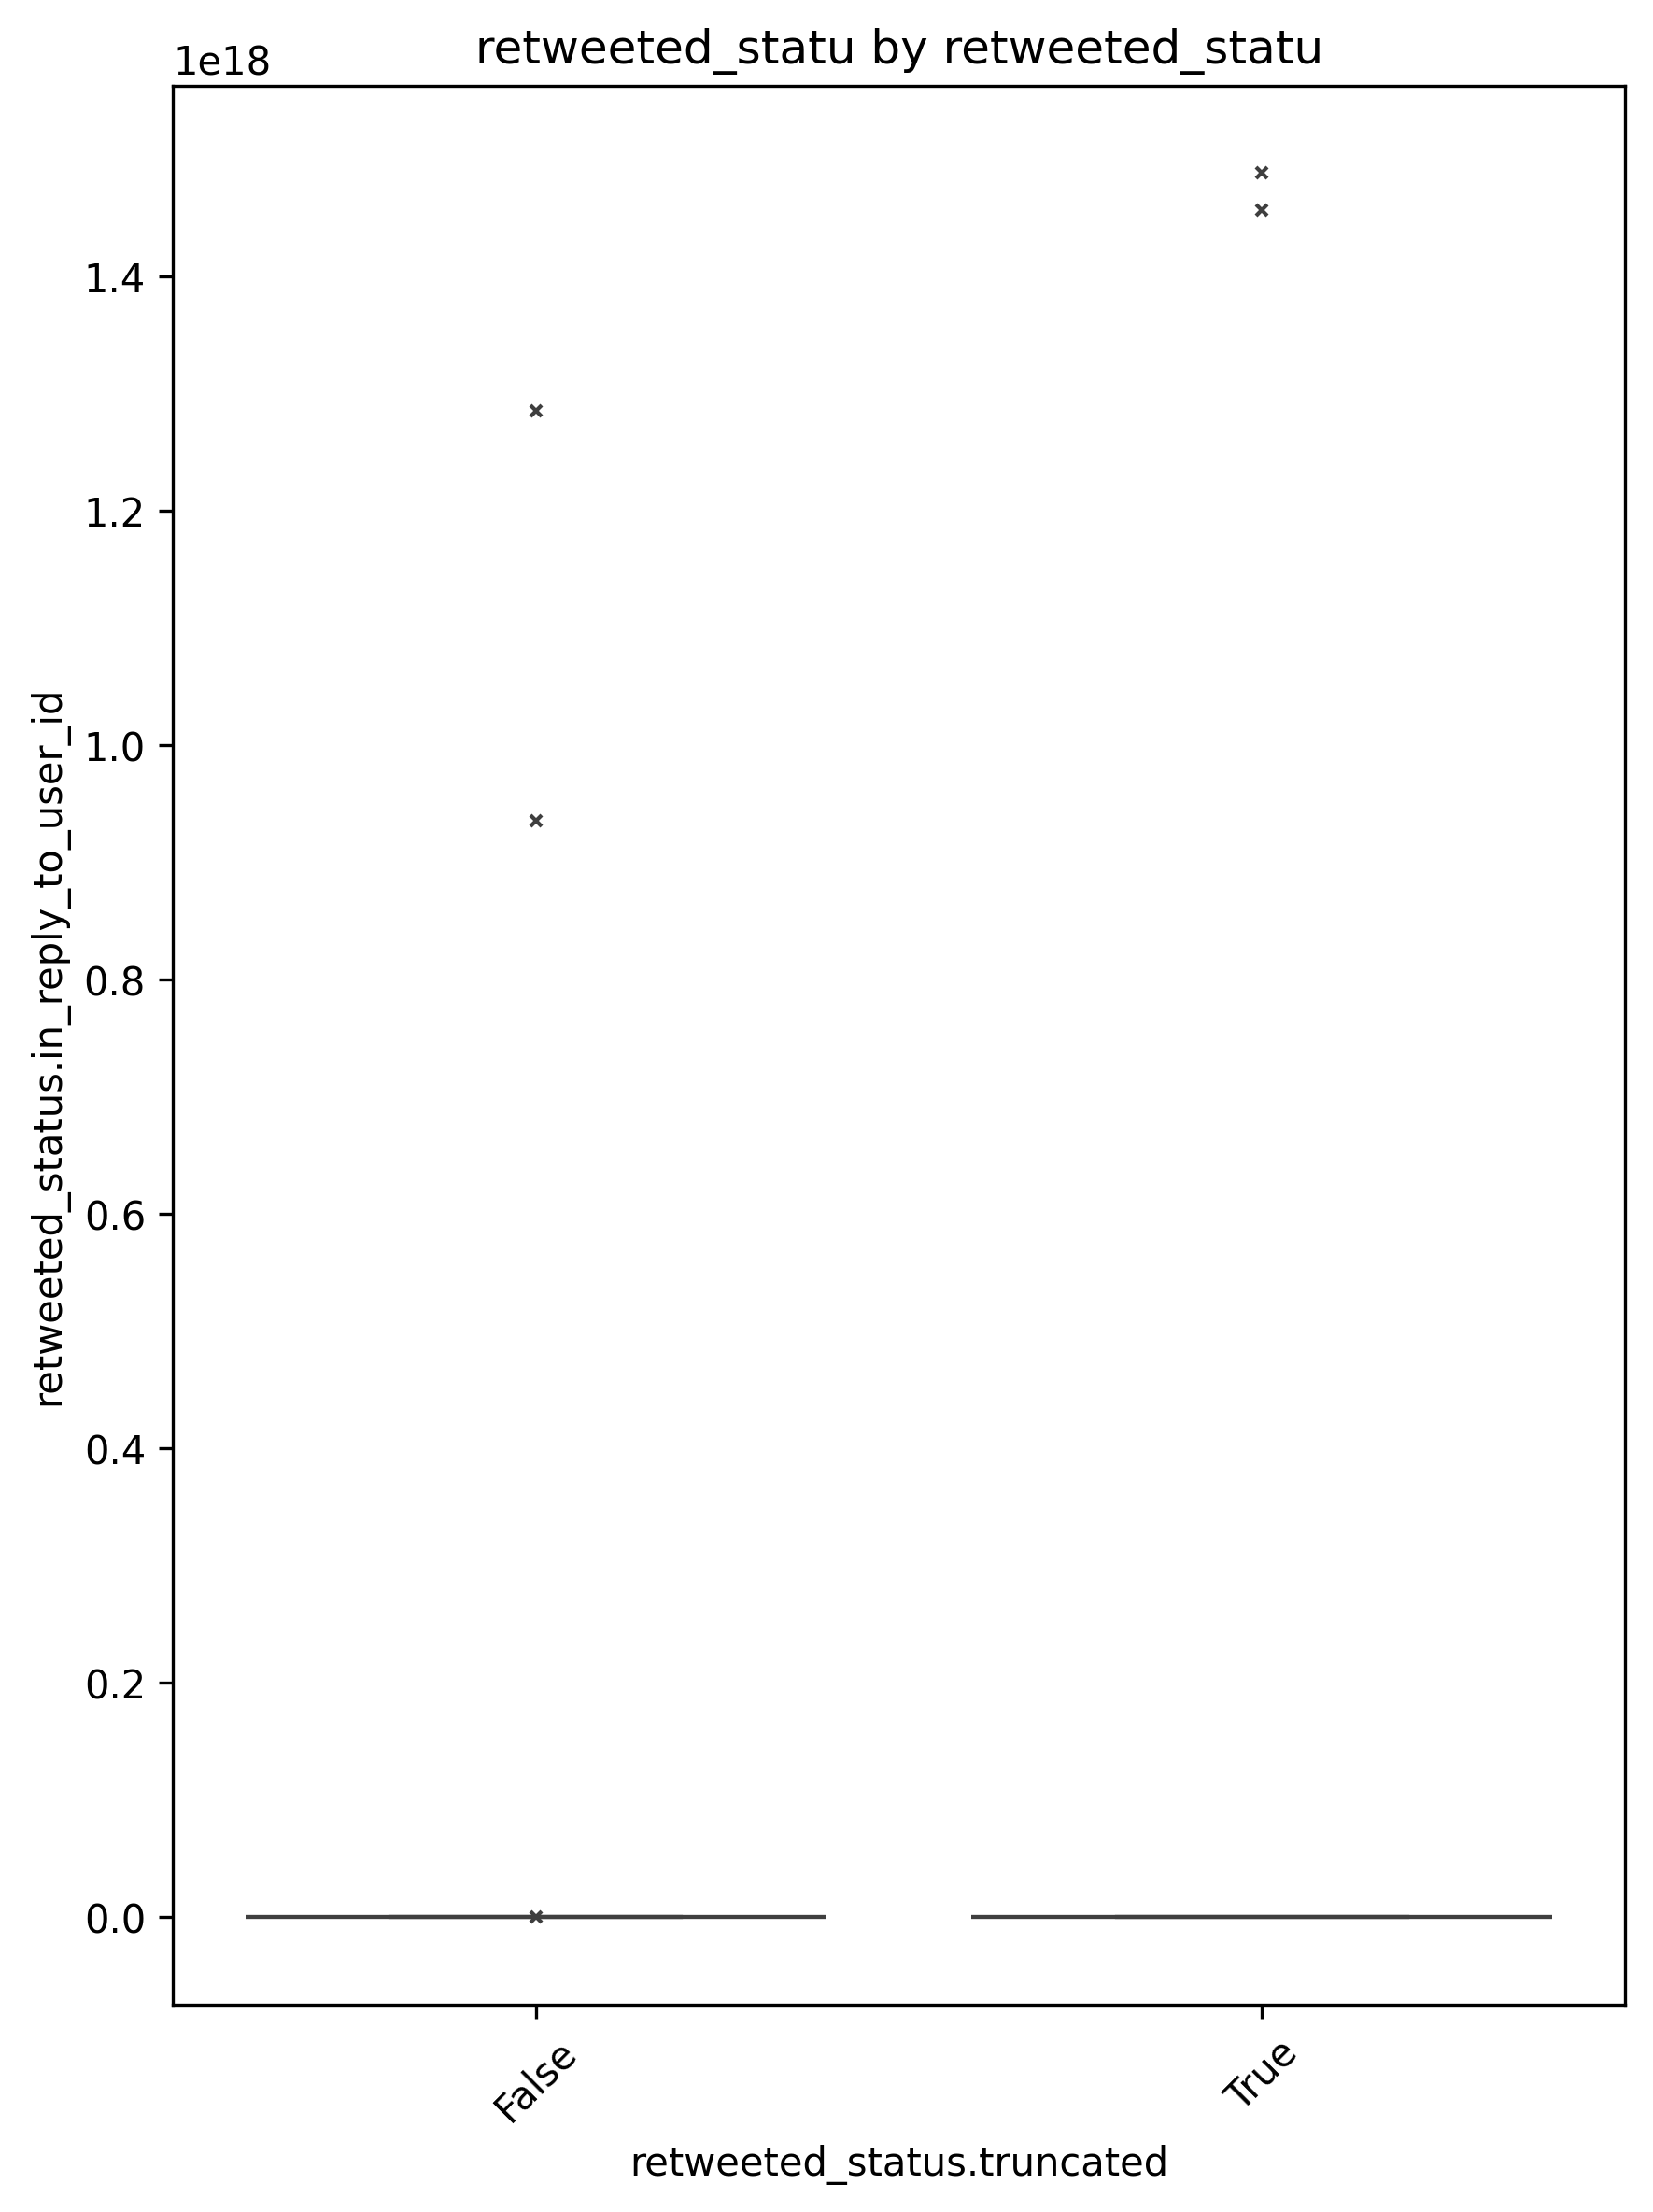 retweeted_statu by retweeted_statu
1e18
1.4
1.2
1.0
0.8
0.6
0.4
0.2
0.0
retweeted_status.in_reply_to_user_id
False
True
retweeted_status.truncated